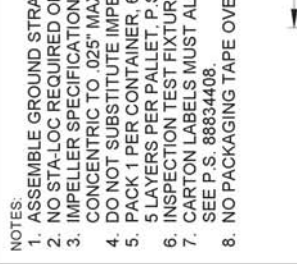 NOTES:
1. ASSEMBLE GROUND STRA
2. NO STA-LOC REQUIRED O
3. IMPELLER SPECIFICATION
CONCENTRIC TO .025" MA
4. DO NOT SUBSTITUTE IMPE
5. PACK 1 PER CONTAINER, 6
5 LAYERS PER PALLET, P.S
6. INSPECTION TEST FIXTUR
7. CARTON LABELS MUST AL
SEE P.S. 88834408.
8. NO PACKAGING TAPE OVE